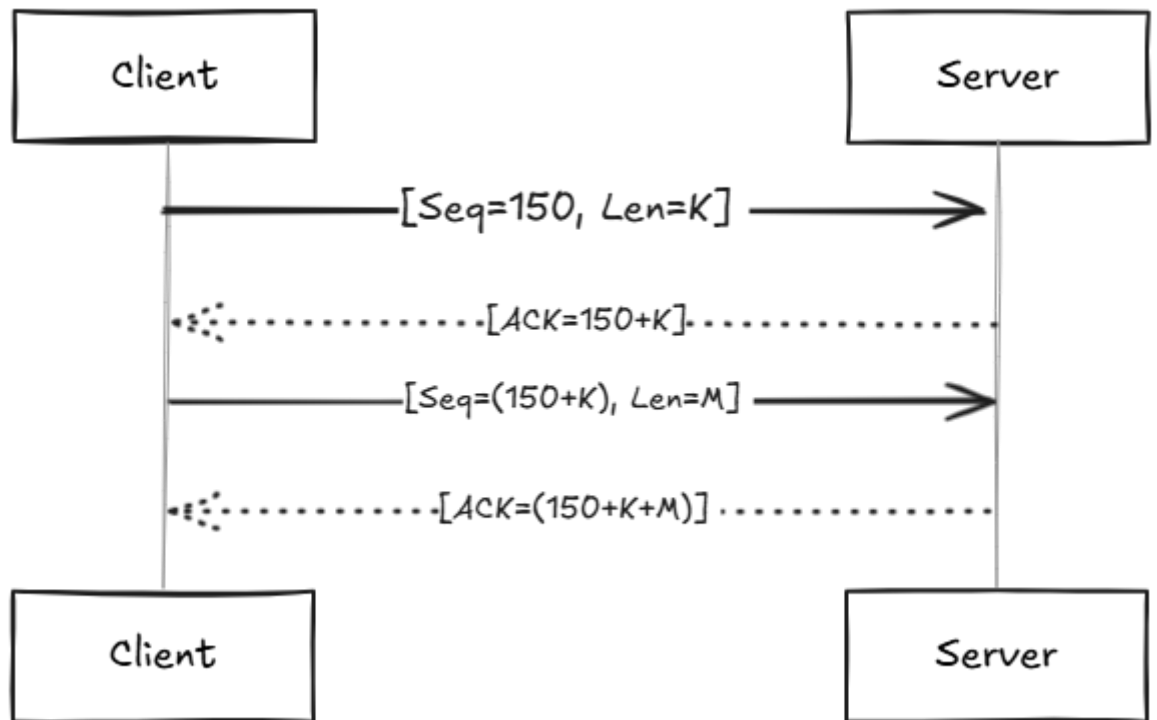 Client
Server
[Seq=150, Len=K]
[ACK=150+K]
[Seq=(150+K), Len=M]
[ACK=(150+K+M)]
Client
Server